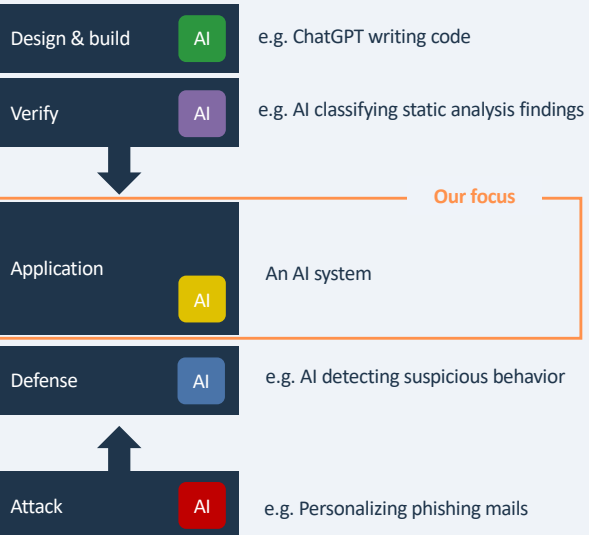 Design & build AI e.g. ChatGPT writing code
Verify AI e.g. AI classifying static analysis findings
Our focus
Application
AI
An AI system
Defense AI e.g. AI detecting suspicious behavior
Attack AI e.g. Personalizing phishing mails